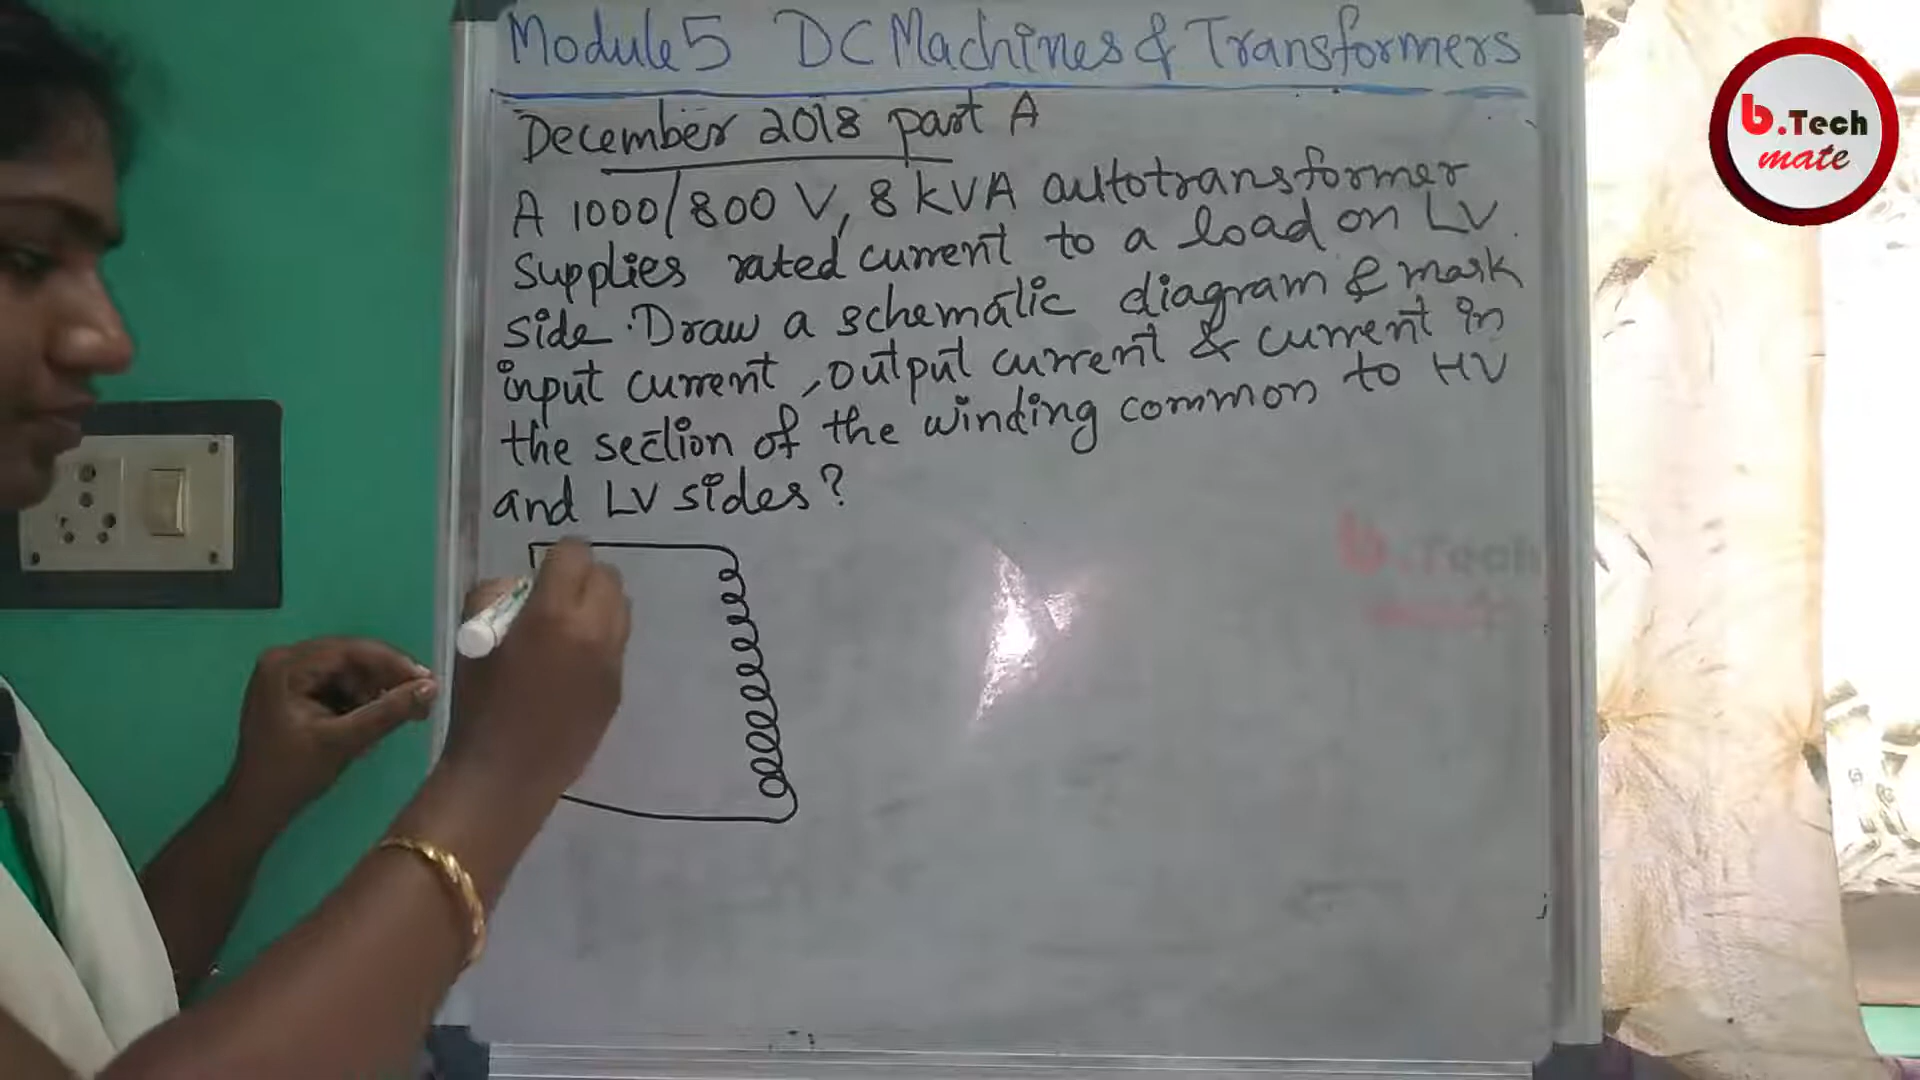 Module 5 DC Machines & Transformers
December 2018 part A
A 1000/800 V, 8 kVA autotransformer
supplies rated current to a load on LV
side. Draw a schematic diagram & mark
input current, output current & current in
the section of the winding common to HV
and LV sides?
b.Tech
mate
b.Tech